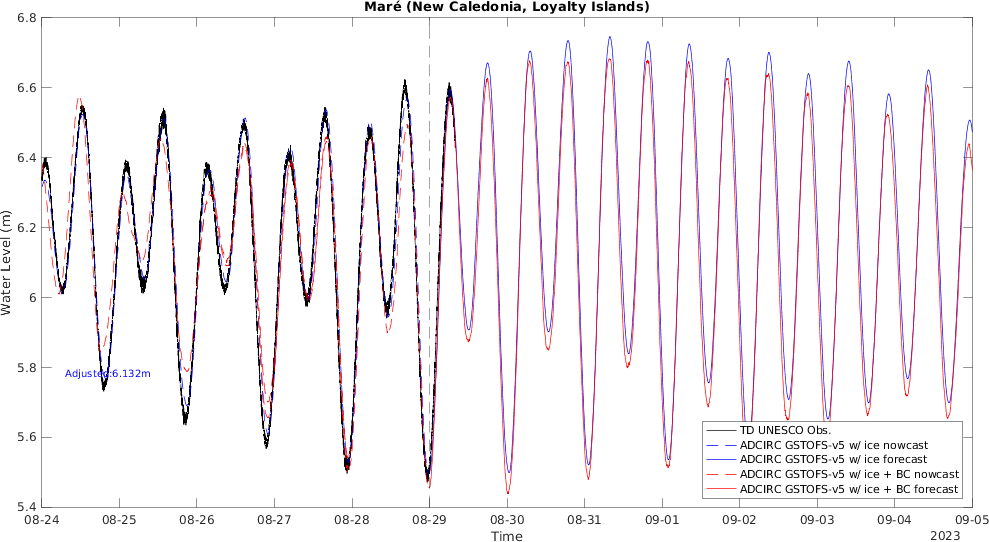 Maré (New Caledonia, Loyalty Islands)
6.8
6.6
6.4
6.2
6
5.8
5.6
5.4
Water Level (m)
Adjusted:6.132m
TD UNESCO Obs.
ADCIRC GSTOFS-v5 w/ ice nowcast
ADCIRC GSTOFS-v5 w/ ice forecast
ADCIRC GSTOFS-v5 w/ ice + BC nowcast
ADCIRC GSTOFS-v5 w/ ice + BC forecast
08-24 08-25 08-26 08-27 08-28 08-29 08-30 08-31 09-01 09-02 09-03 09-04 09-05
Time
2023